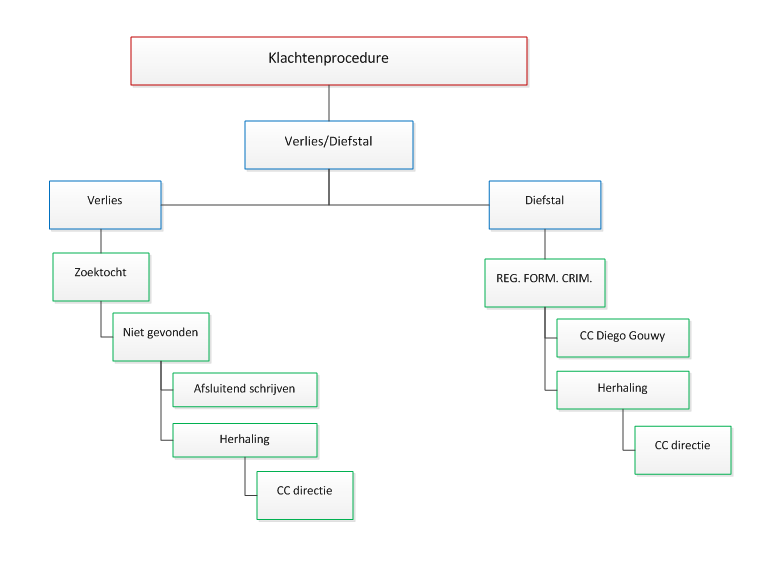 Klachtenprocedure
Verlies/Diefstal
Verlies
Diefstal
Zoektocht
REG. FORM. CRIM.
Niet gevonden
CC Diego Gouwy
Afsluitend schrijven
Herhaling
Herhaling
CC directie
CC directie